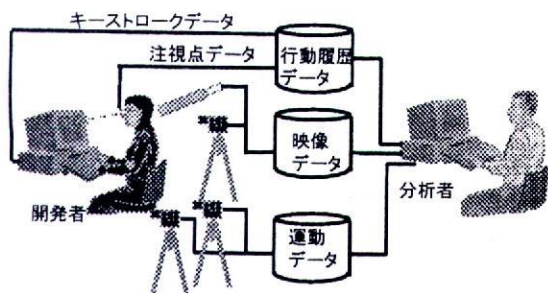 キーストロークデータ
注視点データ
行動履歴
データ
映像
データ
分析者
開発者
運動
データ